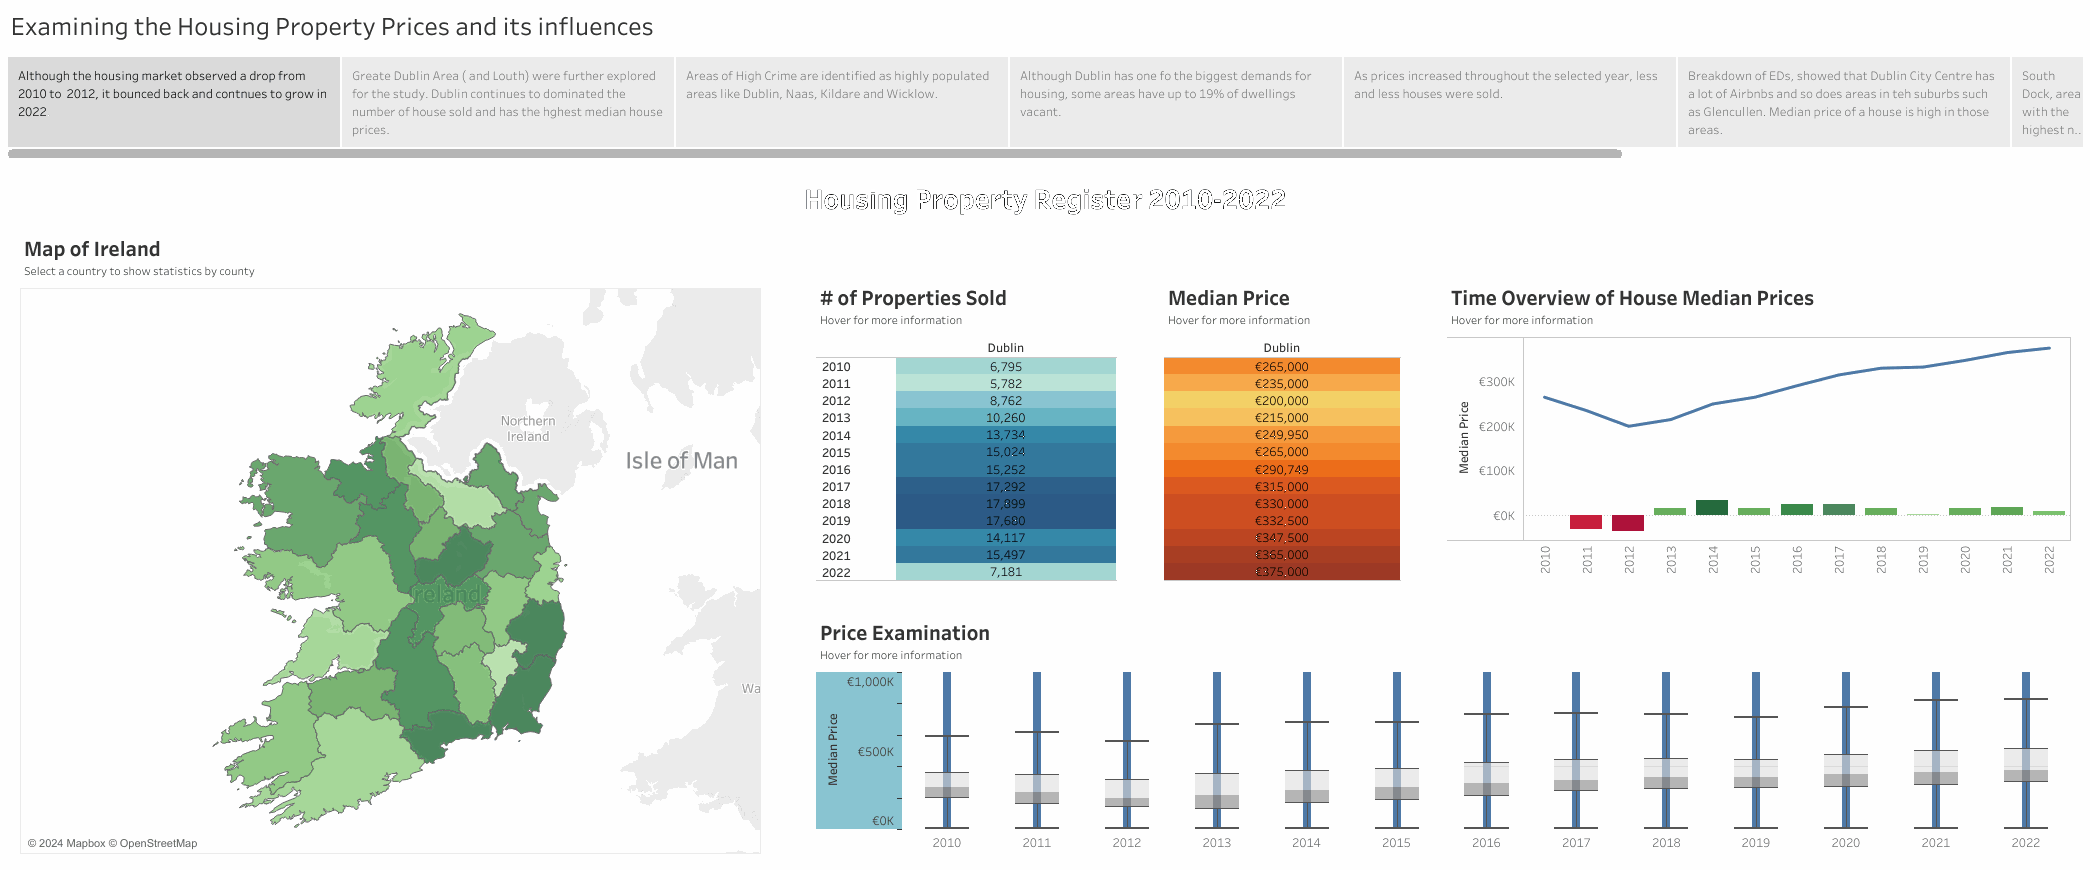 Examining the Housing Property Prices and its influences
Although the housing market observed a drop from
2010 to 2012, it bounced back and contnues to grow in
2022
Greate Dublin Area ( and Louth) were further explored
for the study. Dublin continues to dominated the
number of house sold and has the hghest median house
prices.
Areas of High Crime are identified as highly populated
areas like Dublin, Naas, Kildare and Wicklow.
Although Dublin has one fo the biggest demands for
housing, some areas have up to 19% of dwellings
vacant.
As prices increased throughout the selected year, less
and less houses were sold.
Breakdown of EDs, showed that Dublin City Centre has
a lot of Airbnbs and so does areas in teh suburbs such
as Glencullen. Median price of a house is high in those
areas.
South
Dock, area
with the
highest n..
Housing Property Register 2010-2022
Map of Ireland
Select a country to show statistics by county
Northern
Ireland
Isle of Man
Ireland
Wa
© 2024 Mapbox © OpenStreetMap
# of Properties Sold
Hover for more information
Dublin
2010 6,795
2011 5,782
2012 8,762
2013 10,260
2014 13,734
2015 15,024
2016 15,252
2017 17,292
2018 17,899
2019 17,680
2020 14,117
2021 15,497
2022 7,181
Median Price
Hover for more information
Dublin
€265,000
€235,000
€200,000
€215,000
€249,950
€265,000
€290,749
€315,000
€330,000
€332,500
€347,500
€365,000
€375,000
Time Overview of House Median Prices
Hover for more information
Median Price
€300K
€200K
€100K
€0K
2010 2011 2012 2013 2014 2015 2016 2017 2018 2019 2020 2021 2022
Price Examination
Hover for more information
Median Price
€1,000K
€500K
€0K
2010 2011 2012 2013 2014 2015 2016 2017 2018 2019 2020 2021 2022